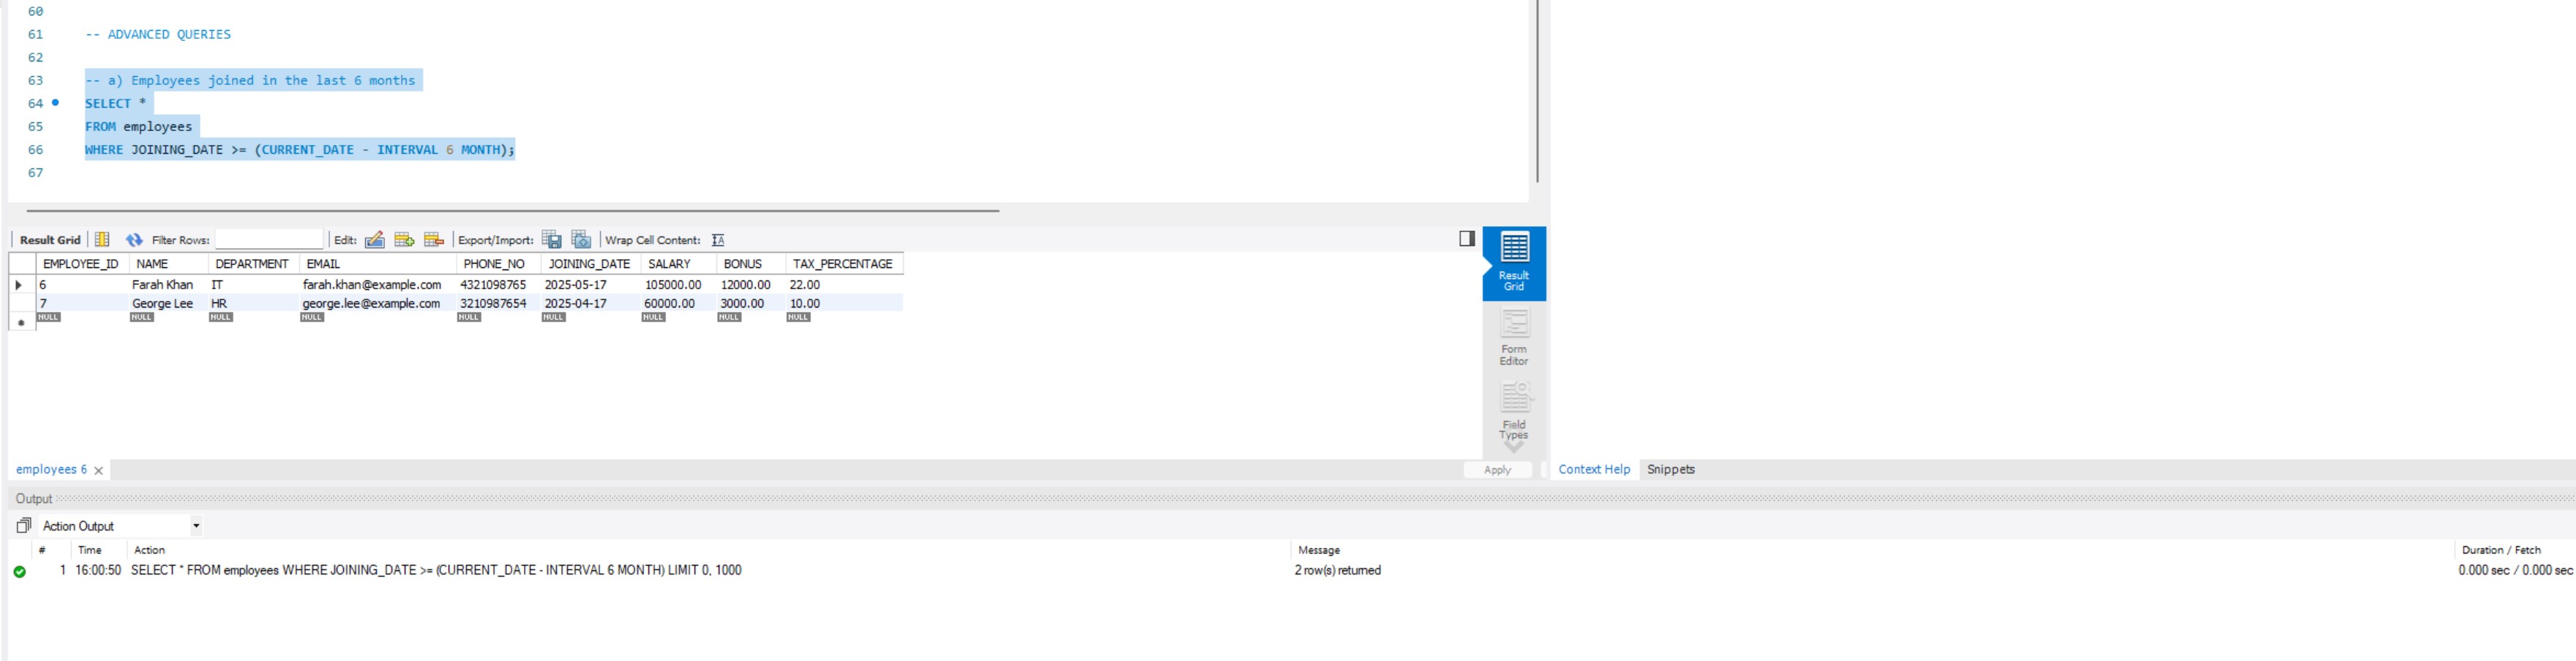 60
61 -- ADVANCED QUERIES
62
63 -- a) Employees joined in the last 6 months
64 SELECT *
65 FROM employees
66 WHERE JOINING_DATE >= (CURRENT_DATE - INTERVAL 6 MONTH);
67
Result Grid Filter Rows: Edit: Export/Import: Wrap Cell Content:
EMPLOYEE_ID NAME DEPARTMENT EMAIL PHONE_NO JOINING_DATE SALARY BONUS TAX_PERCENTAGE
6 Farah Khan IT farah.khan@example.com 4321098765 2025-05-17 105000.00 12000.00 22.00
7 George Lee HR george.lee@example.com 3210987654 2025-04-17 60000.00 3000.00 10.00
NULL NULL NULL NULL NULL NULL NULL NULL NULL
Result
Grid
Form
Editor
Field
Types
employees 6 Apply Context Help Snippets
Output
Action Output
# Time Action Message Duration / Fetch
1 16:00:50 SELECT * FROM employees WHERE JOINING_DATE >= (CURRENT_DATE - INTERVAL 6 MONTH) LIMIT 0, 1000 2 row(s) returned 0.000 sec / 0.000 sec